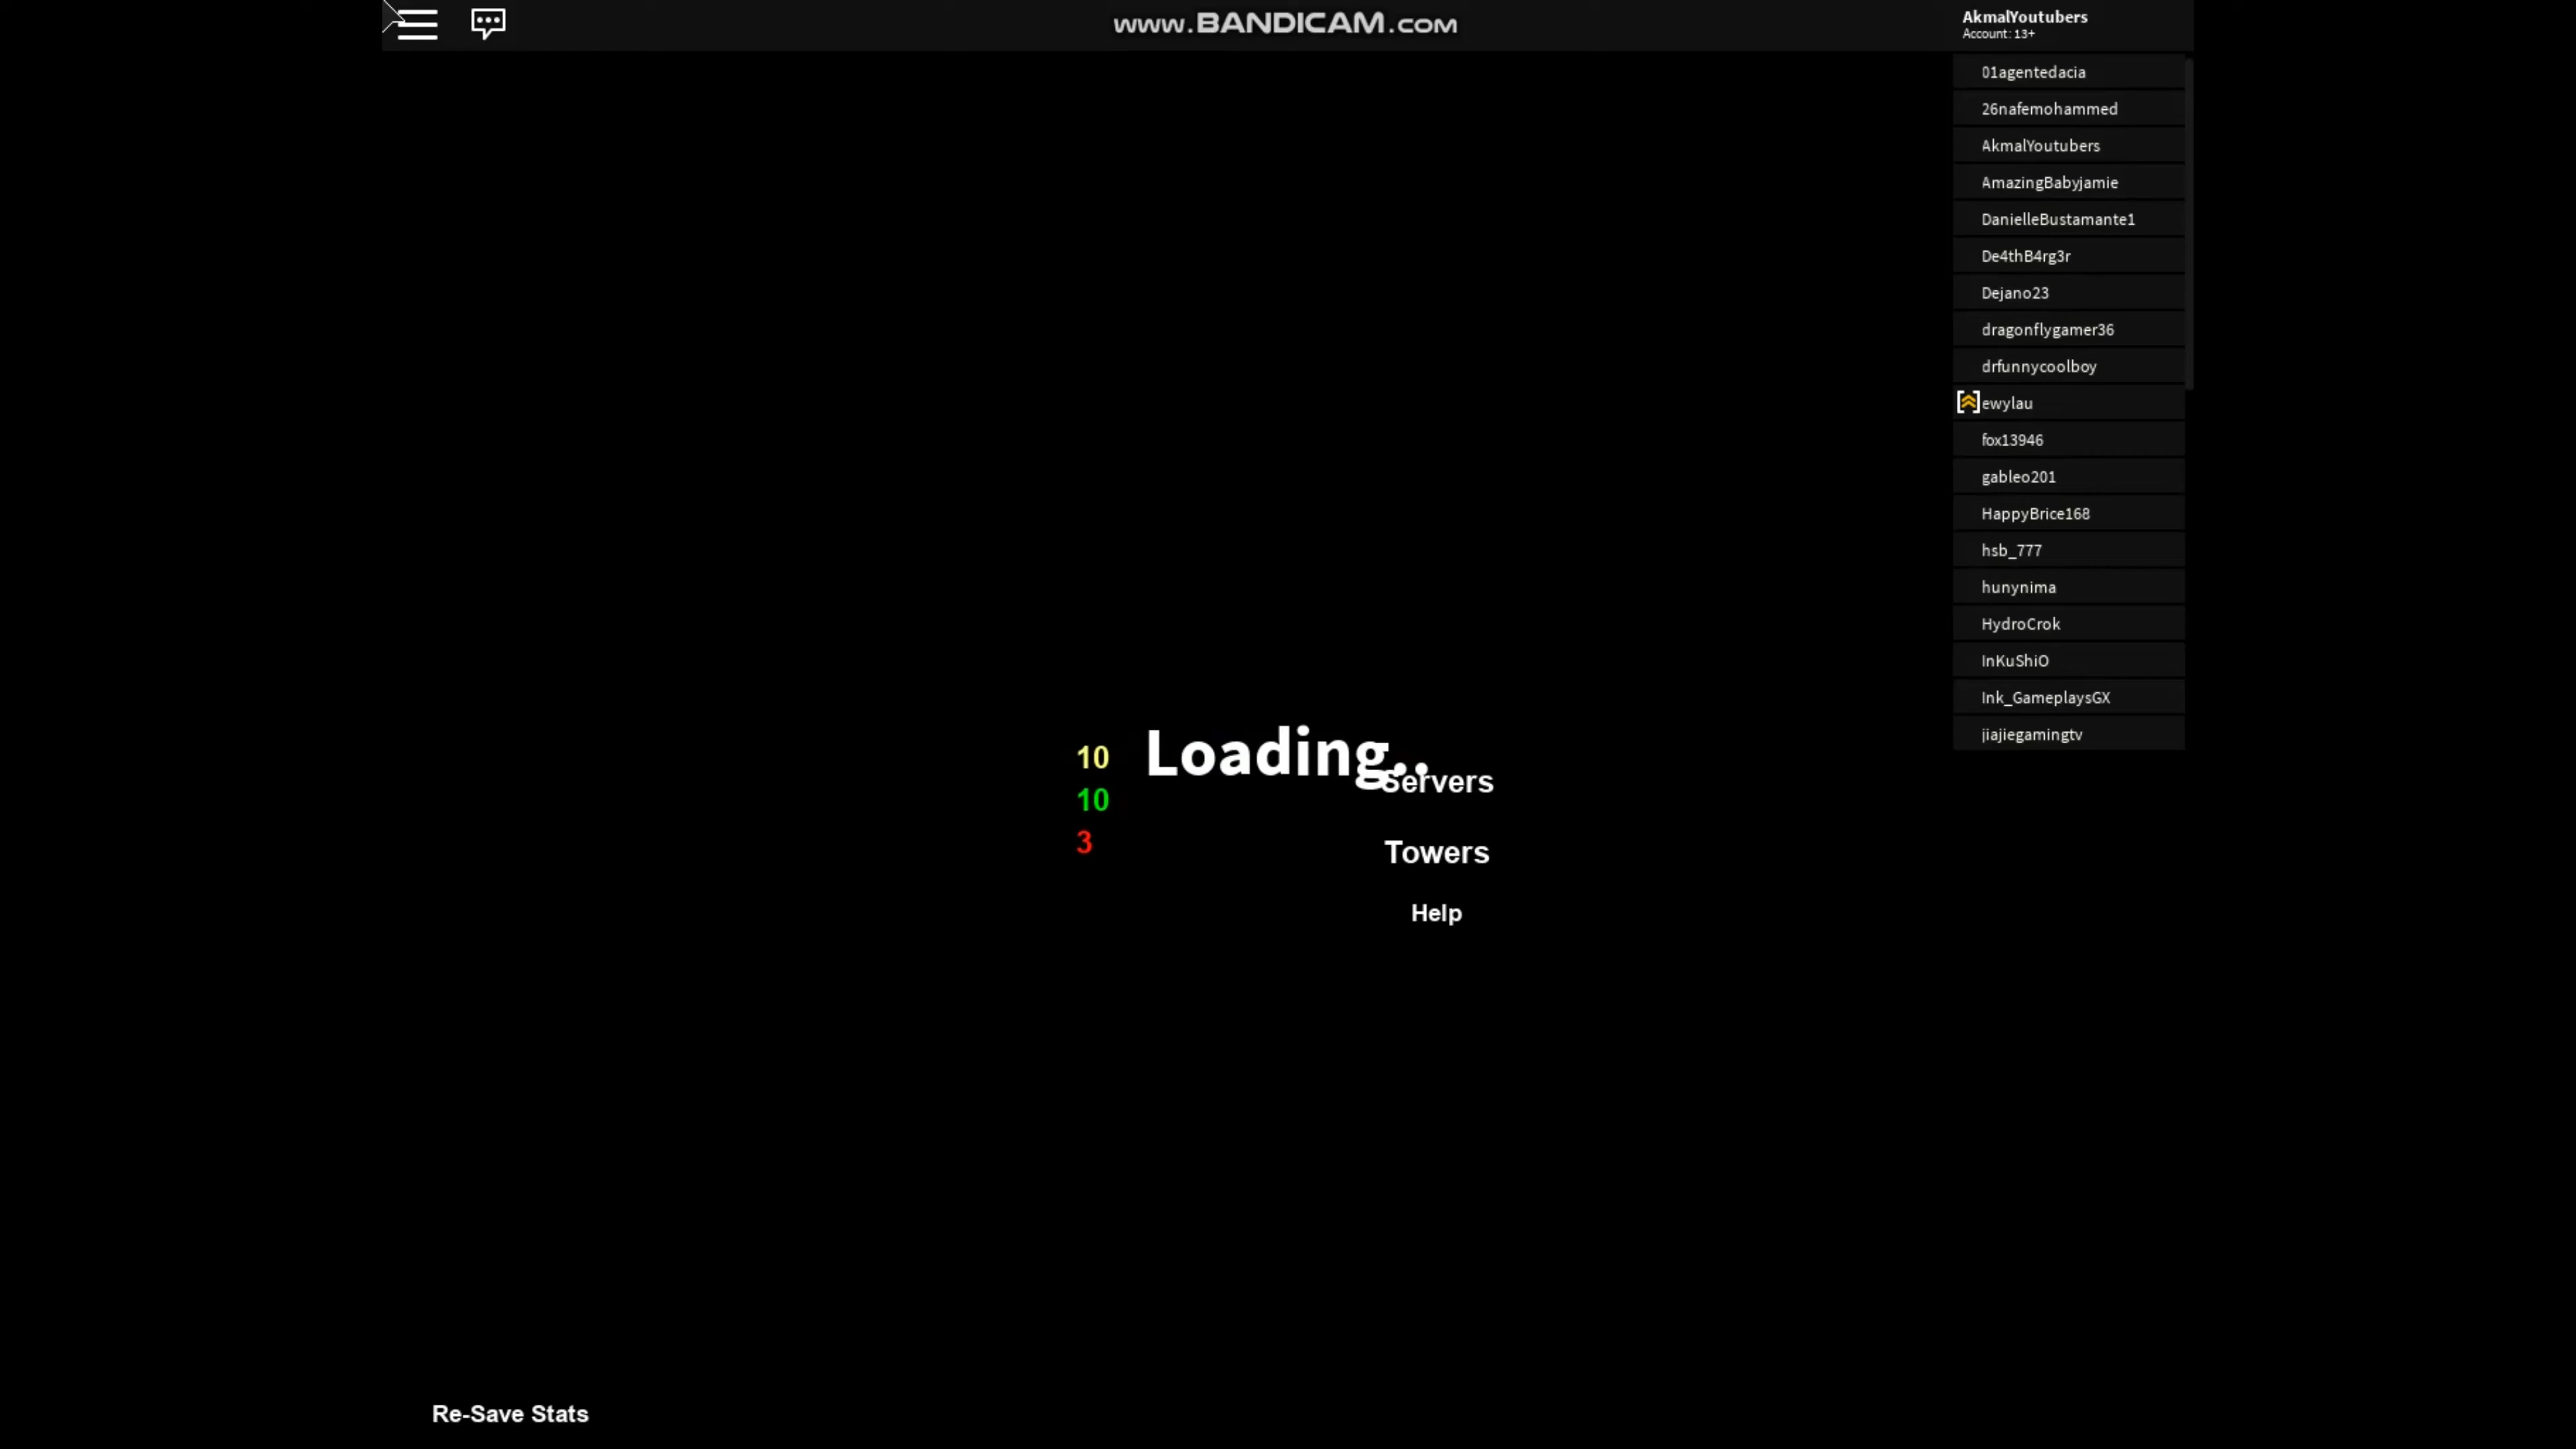 www.BANDICAM.com
AkmalYoutubers
Account: 13+
01agentedacia
26nafemohammed
AkmalYoutubers
AmazingBabyjamie
DanielleBustamante1
De4thB4rg3r
Dejano23
dragonflygamer36
drfunnycoolboy
ewylau
fox13946
gableo201
HappyBrice168
hsb_777
hunynima
HydroCrok
InKuShiO
Ink_GameplaysGX
jiajiegamingtv
Loading..
10
10
3
Servers
Towers
Help
Re-Save Stats